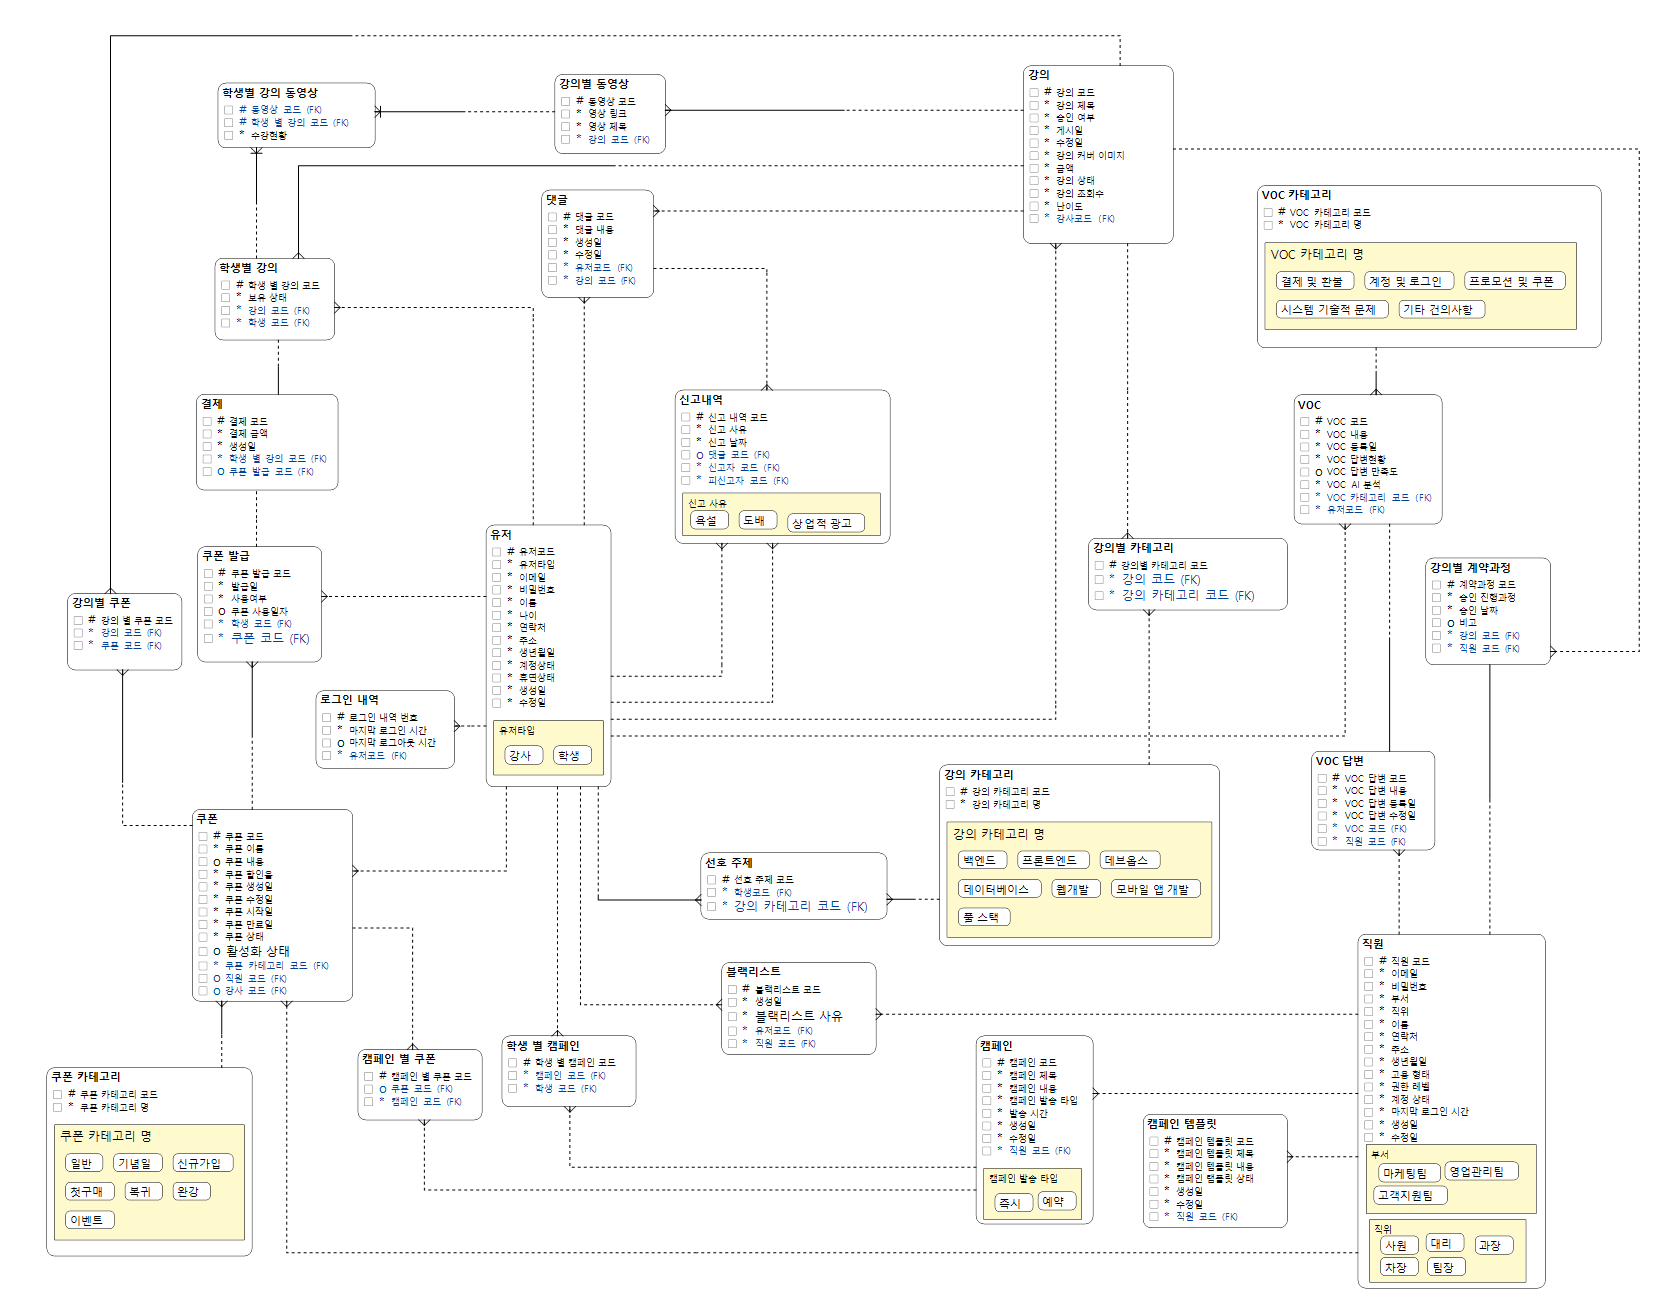 학생별 강의 동영상
# 동영상 코드 (FK)
# 학생 별 강의 코드 (FK)
* 수강현황
강의별 동영상
# 동영상 코드
* 영상 링크
* 영상 제목
* 강의 코드 (FK)
강의
# 강의 코드
* 강의 제목
* 승인 여부
* 게시일
* 수정일
* 강의 커버 이미지
* 금액
* 강의 상태
* 강의 조회수
* 난이도
* 강사코드 (FK)
댓글
# 댓글 코드
* 댓글 내용
* 생성일
* 수정일
* 유저코드 (FK)
* 강의 코드 (FK)
VOC 카테고리
# VOC 카테고리 코드
* VOC 카테고리 명
VOC 카테고리 명
결제 및 환불
계정 및 로그인
프로모션 및 쿠폰
시스템 기술적 문제
기타 건의사항
학생별 강의
# 학생 별 강의 코드
* 보유 상태
* 강의 코드 (FK)
* 학생 코드 (FK)
결제
# 결제 코드
* 결제 금액
* 생성일
* 학생 별 강의 코드 (FK)
o 쿠폰 발급 코드 (FK)
신고내역
# 신고 내역 코드
* 신고 사유
* 신고 날짜
o 댓글 코드 (FK)
* 신고자 코드 (FK)
* 피신고자 코드 (FK)
신고 사유
욕설
도배
상업적 광고
VOC
# VOC 코드
* VOC 내용
* VOC 등록일
* VOC 답변현황
o VOC 답변 만족도
* VOC AI 분석
* VOC 카테고리 코드 (FK)
* 유저코드 (FK)
쿠폰 발급
# 쿠폰 발급 코드
* 발급일
* 사용여부
o 쿠폰 사용일자
* 학생 코드 (FK)
* 쿠폰 코드 (FK)
강의별 쿠폰
# 강의 별 쿠폰 코드
* 강의 코드 (FK)
* 쿠폰 코드 (FK)
유저
# 유저코드
* 유저타입
* 이메일
* 비밀번호
* 이름
* 나이
* 연락처
* 주소
* 생년월일
* 계정상태
* 휴면상태
* 생성일
* 수정일
유저타입
강사
학생
강의별 카테고리
# 강의별 카테고리 코드
* 강의 코드 (FK)
* 강의 카테고리 코드 (FK)
강의별 계약과정
# 계약과정 코드
* 승인 진행과정
* 승인 날짜
o 비고
* 강의 코드 (FK)
* 직원 코드 (FK)
로그인 내역
# 로그인 내역 번호
* 마지막 로그인 시간
o 마지막 로그아웃 시간
* 유저코드 (FK)
강의 카테고리
# 강의 카테고리 코드
* 강의 카테고리 명
강의 카테고리 명
백엔드
프론트엔드
데브옵스
데이터베이스
웹개발
모바일 앱 개발
풀 스택
VOC 답변
# VOC 답변 코드
* VOC 답변 내용
* VOC 답변 등록일
* VOC 답변 수정일
* VOC 코드 (FK)
* 직원 코드 (FK)
쿠폰
# 쿠폰 코드
* 쿠폰 이름
o 쿠폰 내용
* 쿠폰 할인율
* 쿠폰 생성일
* 쿠폰 수정일
* 쿠폰 시작일
* 쿠폰 만료일
* 쿠폰 상태
o 활성화 상태
* 쿠폰 카테고리 코드 (FK)
o 직원 코드 (FK)
o 강사 코드 (FK)
선호 주제
# 선호 주제 코드
* 학생코드 (FK)
* 강의 카테고리 코드 (FK)
블랙리스트
# 블랙리스트 코드
* 생성일
* 블랙리스트 사유
* 유저코드 (FK)
* 직원 코드 (FK)
직원
# 직원 코드
* 이메일
* 비밀번호
* 부서
* 직위
* 이름
* 연락처
* 주소
* 생년월일
* 고용 형태
* 권한 레벨
* 계정 상태
* 마지막 로그인 시간
* 생성일
* 수정일
부서
마케팅팀
영업관리팀
고객지원팀
직위
사원
대리
과장
차장
팀장
쿠폰 카테고리
# 쿠폰 카테고리 코드
* 쿠폰 카테고리 명
쿠폰 카테고리 명
일반
기념일
신규가입
첫구매
복귀
완강
이벤트
캠페인 별 쿠폰
# 캠페인 별 쿠폰 코드
o 쿠폰 코드 (FK)
* 캠페인 코드 (FK)
학생 별 캠페인
# 학생 별 캠페인 코드
* 캠페인 코드 (FK)
* 학생 코드 (FK)
캠페인
# 캠페인 코드
* 캠페인 제목
* 캠페인 내용
* 캠페인 발송 타입
* 발송 시간
* 생성일
* 수정일
* 직원 코드 (FK)
캠페인 발송 타입
즉시
예약
캠페인 템플릿
# 캠페인 템플릿 코드
* 캠페인 템플릿 제목
* 캠페인 템플릿 내용
* 캠페인 템플릿 상태
* 생성일
* 수정일
* 직원 코드 (FK)